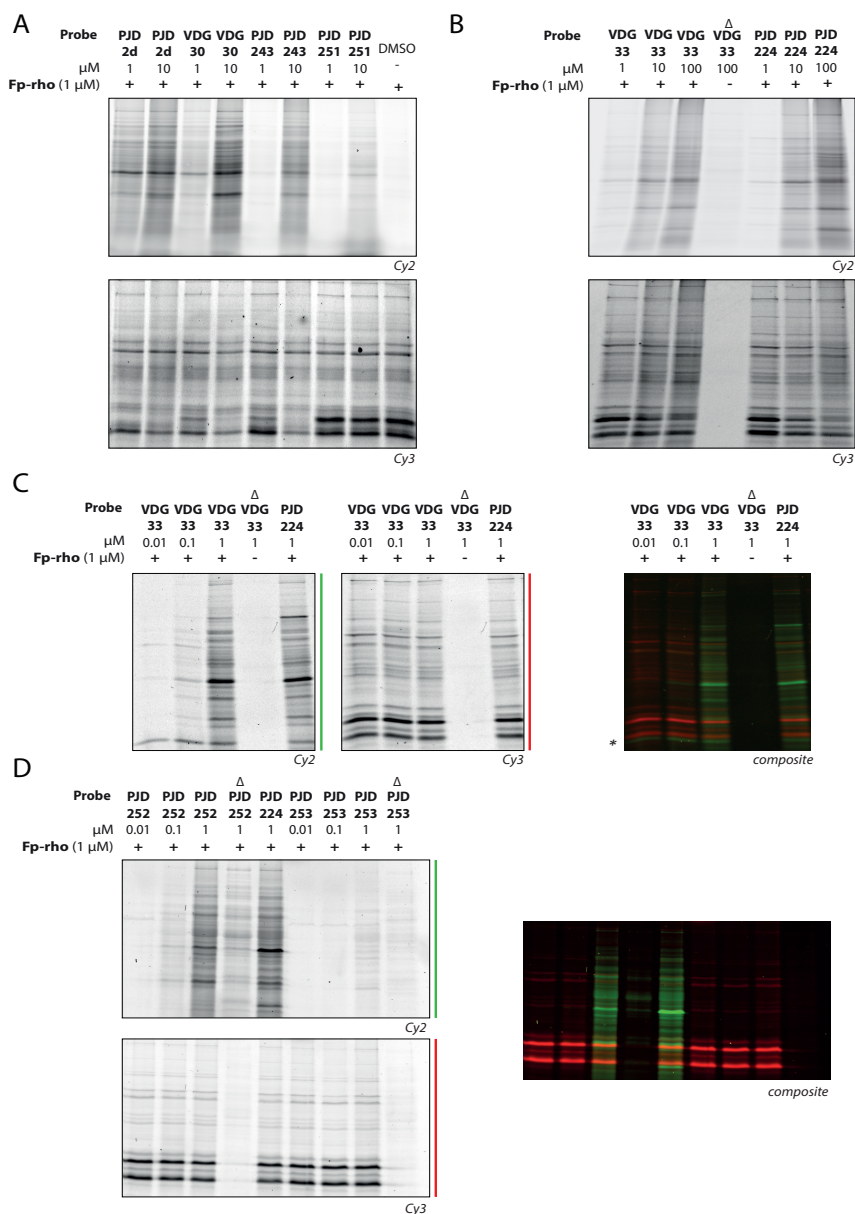 A
Probe PJD PJD VDG VDG PJD PJD PJD PJD DMSO
2d 2d 30 30 243 243 251 251
µM 1 10 1 10 1 10 1 10 -
Fp-rho (1 µM) + + + + + + + + +
Cy2
Cy3
B
Δ
Probe VDG VDG VDG VDG PJD PJD PJD
33 33 33 33 224 224 224
µM 1 10 100 100 1 10 100
Fp-rho (1 µM) + + + - + + +
Cy2
Cy3
C
Δ Δ Δ
Probe VDG VDG VDG VDG PJD VDG VDG VDG VDG PJD VDG VDG VDG VDG PJD
33 33 33 33 224 33 33 33 33 224 33 33 33 33 224
µM 0.01 0.1 1 1 1 0.01 0.1 1 1 1 0.01 0.1 1 1 1
Fp-rho (1 µM) + + + - + + + + - + + + + - +
*
Cy2 Cy3 composite
D
Δ Δ
Probe PJD PJD PJD PJD PJD PJD PJD PJD PJD
252 252 252 252 224 253 253 253 253
µM 0.01 0.1 1 1 1 0.01 0.1 1 1
Fp-rho (1 µM) + + + + + + + + +
Cy2
composite
Cy3